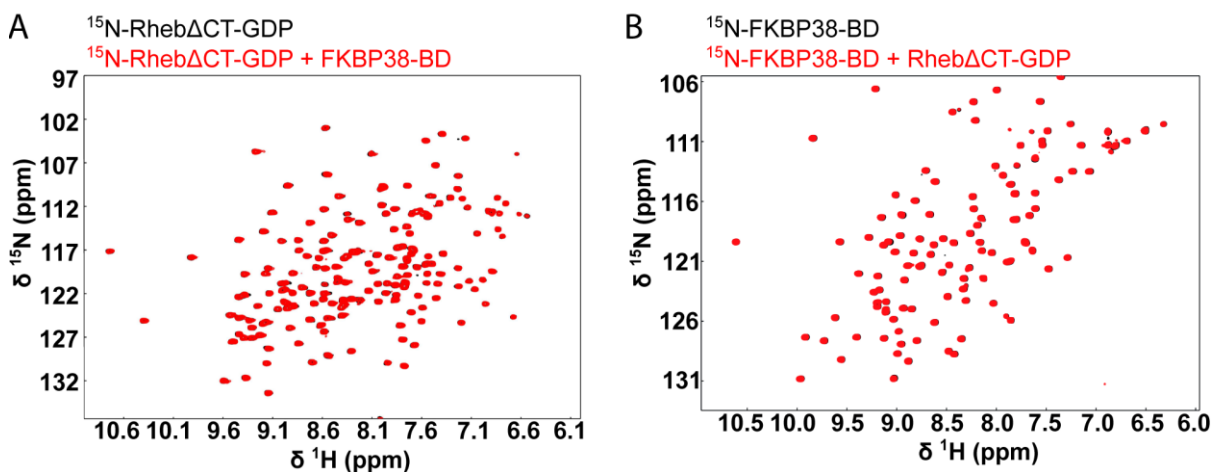 A
¹⁵N-RhebΔCT-GDP
¹⁵N-RhebΔCT-GDP + FKBP38-BD
97
102
107
112
117
122
127
132
δ ¹⁵N (ppm)
10.6 10.1 9.6 9.1 8.6 8.1 7.6 7.1 6.6 6.1
δ ¹H (ppm)
B
¹⁵N-FKBP38-BD
¹⁵N-FKBP38-BD + RhebΔCT-GDP
106
111
116
121
126
131
δ ¹⁵N (ppm)
10.5 10.0 9.5 9.0 8.5 8.0 7.5 7.0 6.5 6.0
δ ¹H (ppm)